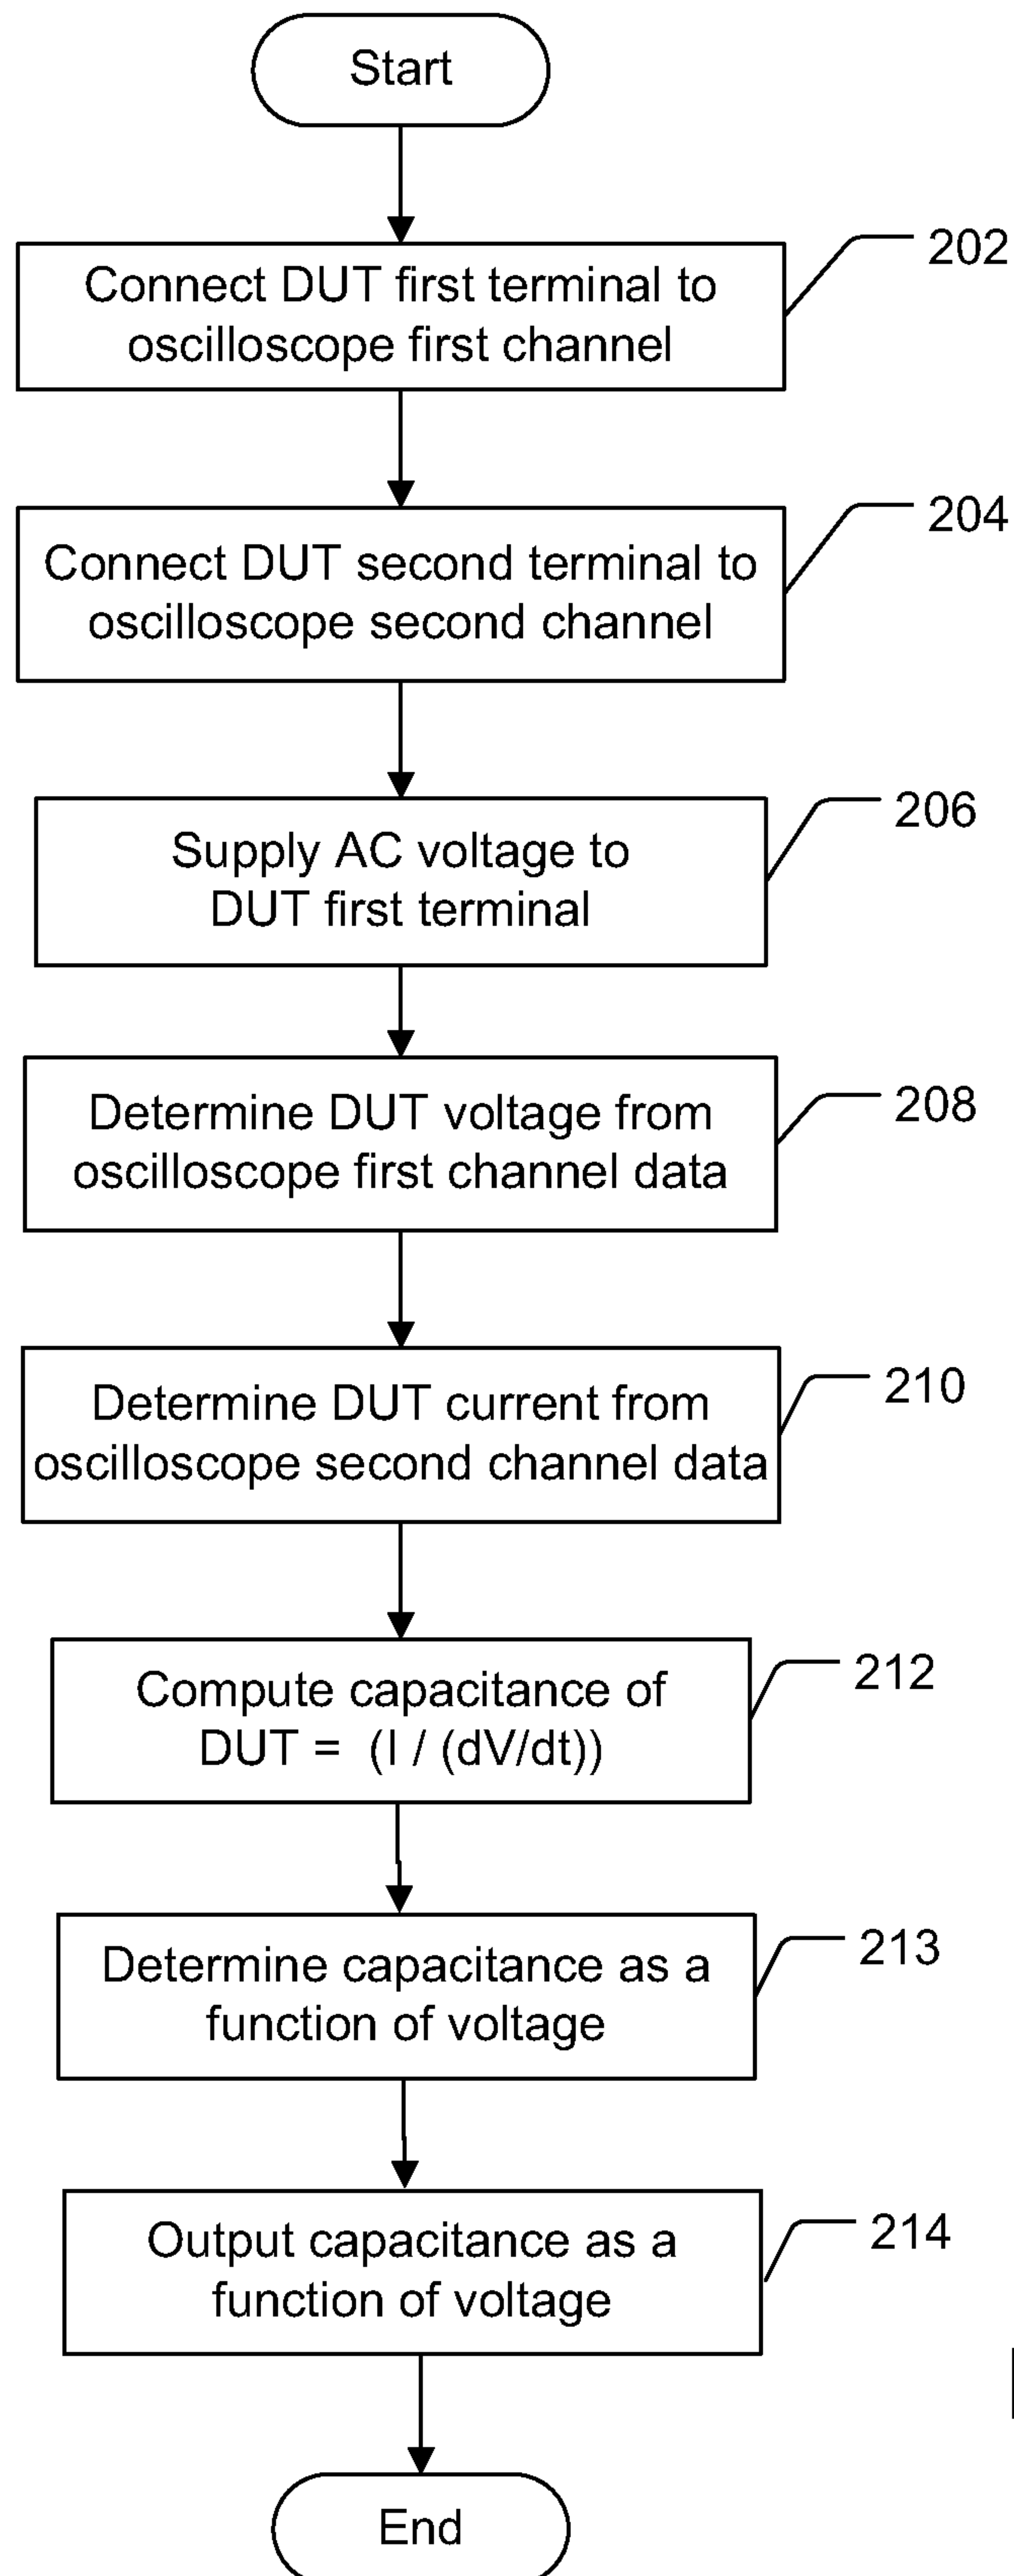 Start
Connect DUT first terminal to
oscilloscope first channel
202
Connect DUT second terminal to
oscilloscope second channel
204
Supply AC voltage to
DUT first terminal
206
Determine DUT voltage from
oscilloscope first channel data
208
Determine DUT current from
oscilloscope second channel data
210
Compute capacitance of
DUT = (I / (dV/dt))
212
Determine capacitance as a
function of voltage
213
Output capacitance as a
function of voltage
214
End